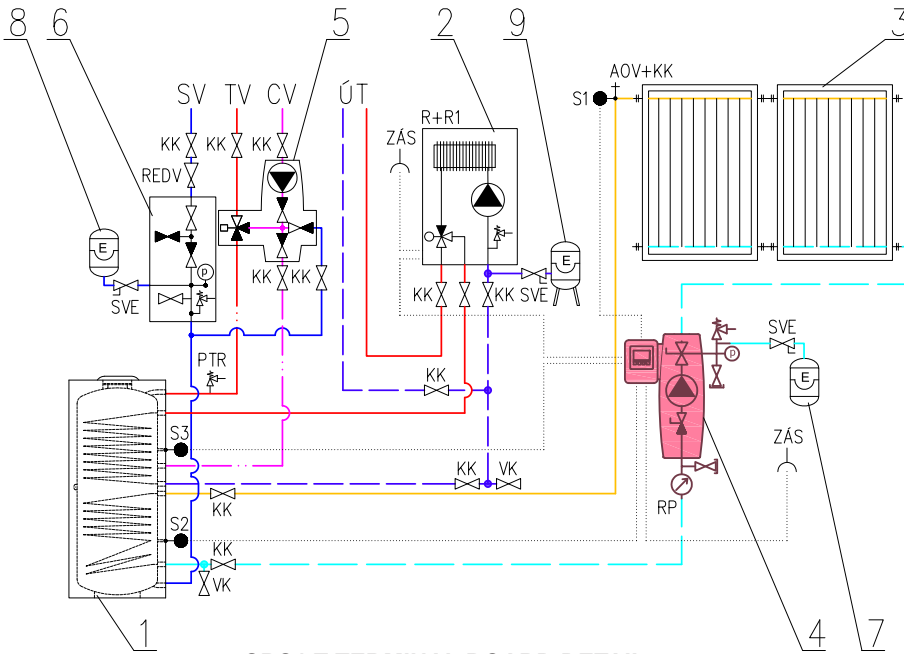 8 6 5 2 9 3
SV TV CV ÚT
AOV+KK
S1
R+R1
ZÁS
KK KK KK
REDV
E
p
SVE
KK KK
E
SVE
KK KK
PTR
KK
SVE
p
E
ZÁS
S3
KK VK
KK
RP
S2
KK
VK
1 4 7